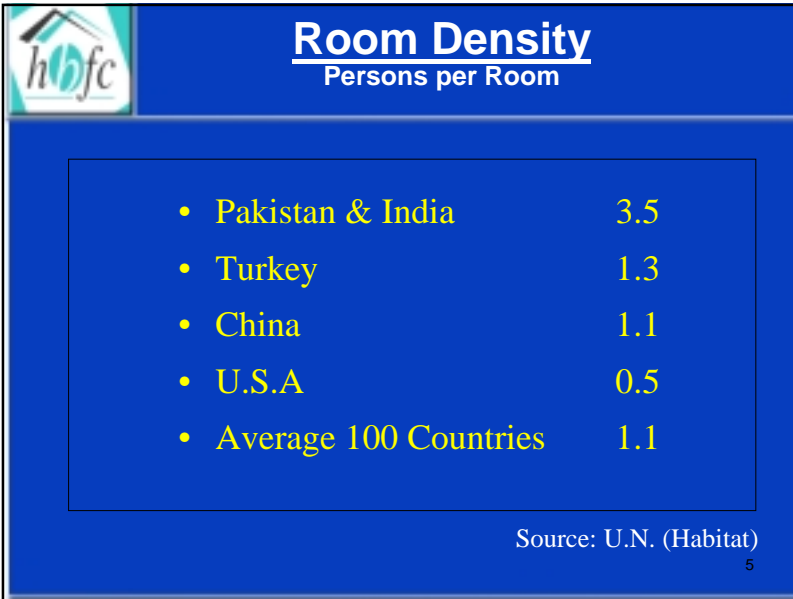 hbfc
Room Density
Persons per Room
• Pakistan & India 3.5
• Turkey 1.3
• China 1.1
• U.S.A 0.5
• Average 100 Countries 1.1
Source: U.N. (Habitat)
5